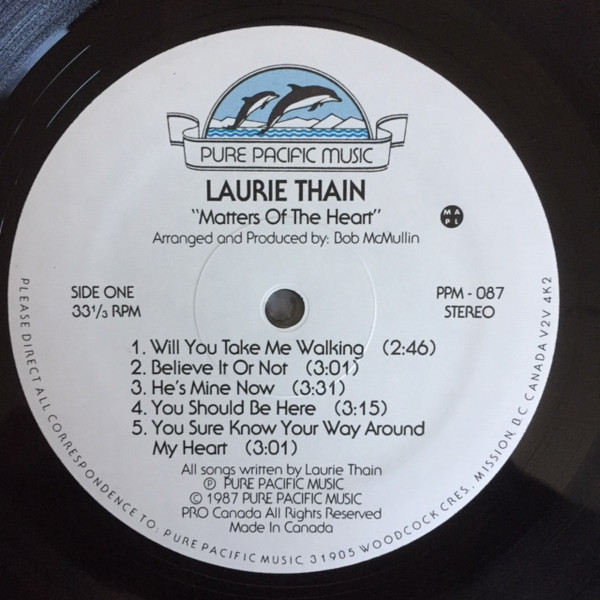 PURE PACIFIC MUSIC
LAURIE THAIN
"Matters Of The Heart"
M A
P L
Arranged and Produced by: Bob McMullin
SIDE ONE
33 1/3 RPM
PPM - 087
STEREO
1. Will You Take Me Walking (2:46)
2. Believe It Or Not (3:01)
3. He's Mine Now (3:31)
4. You Should Be Here (3:15)
5. You Sure Know Your Way Around
My Heart (3:01)
All songs written by Laurie Thain
Ⓟ PURE PACIFIC MUSIC
© 1987 PURE PACIFIC MUSIC
PRO Canada All Rights Reserved
Made In Canada
PLEASE DIRECT ALL CORRESPONDENCE TO: PURE PACIFIC MUSIC, 31905 WOODCOCK CRES., MISSION, B.C. CANADA V2V 4K2